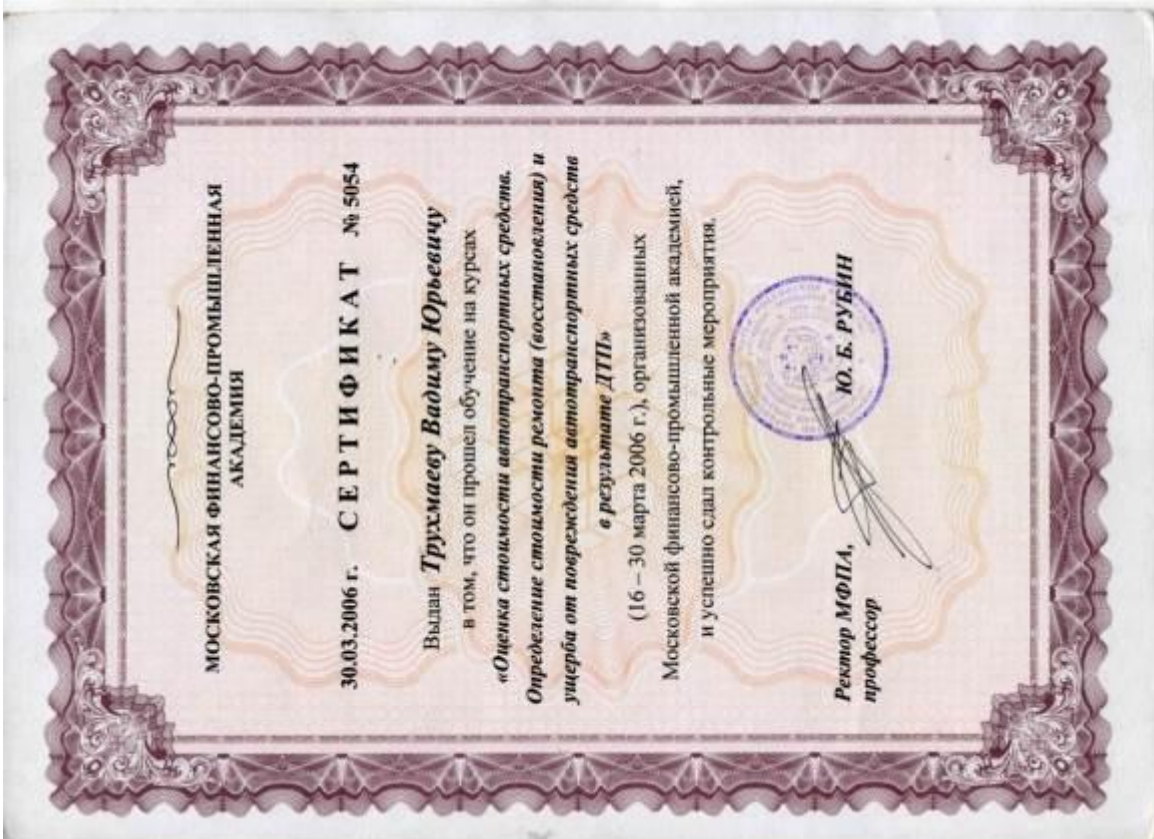 МОСКОВСКАЯ ФИНАНСОВО-ПРОМЫШЛЕННАЯ
АКАДЕМИЯ
30.03.2006 г. СЕРТИФИКАТ № 5054
Выдан Трухмаеву Вадиму Юрьевичу
в том, что он прошел обучение на курсах
«Оценка стоимости автотранспортных средств.
Определение стоимости ремонта (восстановления) и
ущерба от повреждения автотранспортных средств
в результате ДТП»
(16 – 30 марта 2006 г.), организованных
Московской финансово-промышленной академией,
и успешно сдал контрольные мероприятия.
Ректор МФПА,
профессор Ю. Б. РУБИН